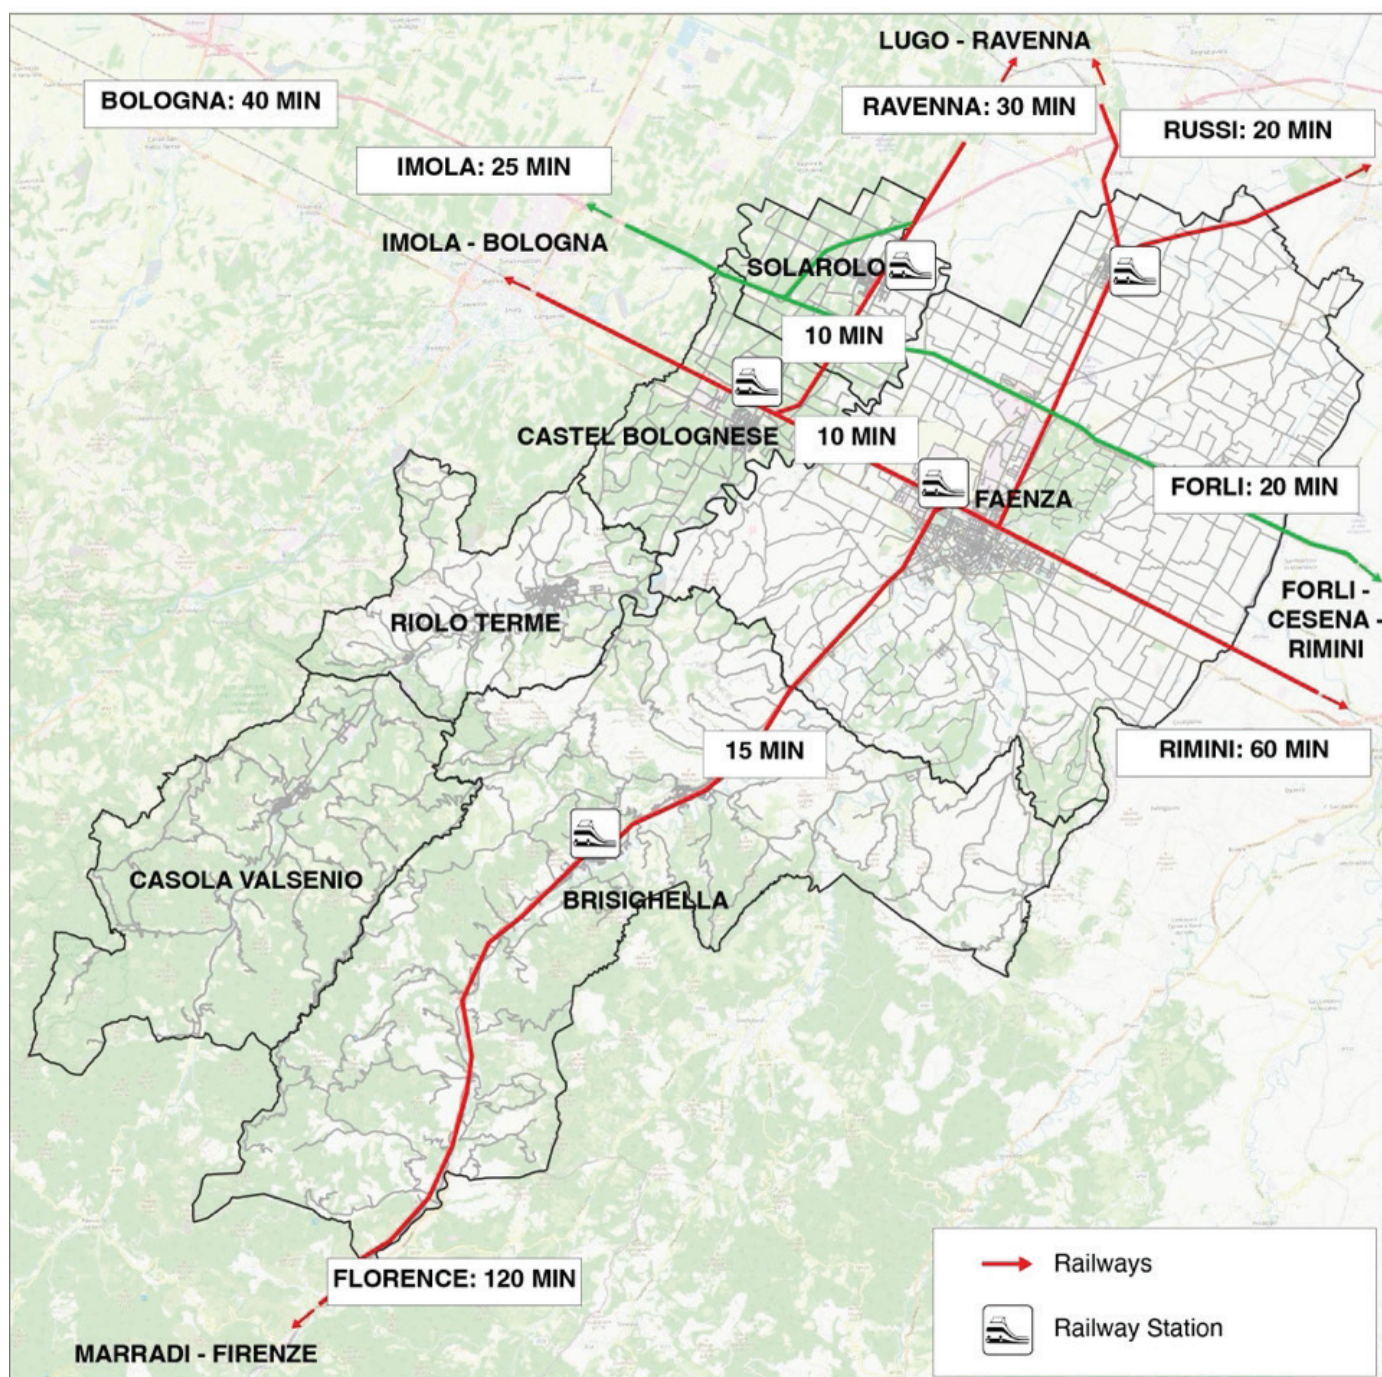 LUGO - RAVENNA
BOLOGNA: 40 MIN
RAVENNA: 30 MIN
RUSSI: 20 MIN
IMOLA: 25 MIN
IMOLA - BOLOGNA
SOLAROLO
10 MIN
CASTEL BOLOGNESE
10 MIN
FAENZA
FORLI: 20 MIN
FORLI -
CESENA -
RIMINI
RIOLO TERME
15 MIN
RIMINI: 60 MIN
CASOLA VALSENIO
BRISIGHELLA
FLORENCE: 120 MIN
MARRADI - FIRENZE
Railways
Railway Station